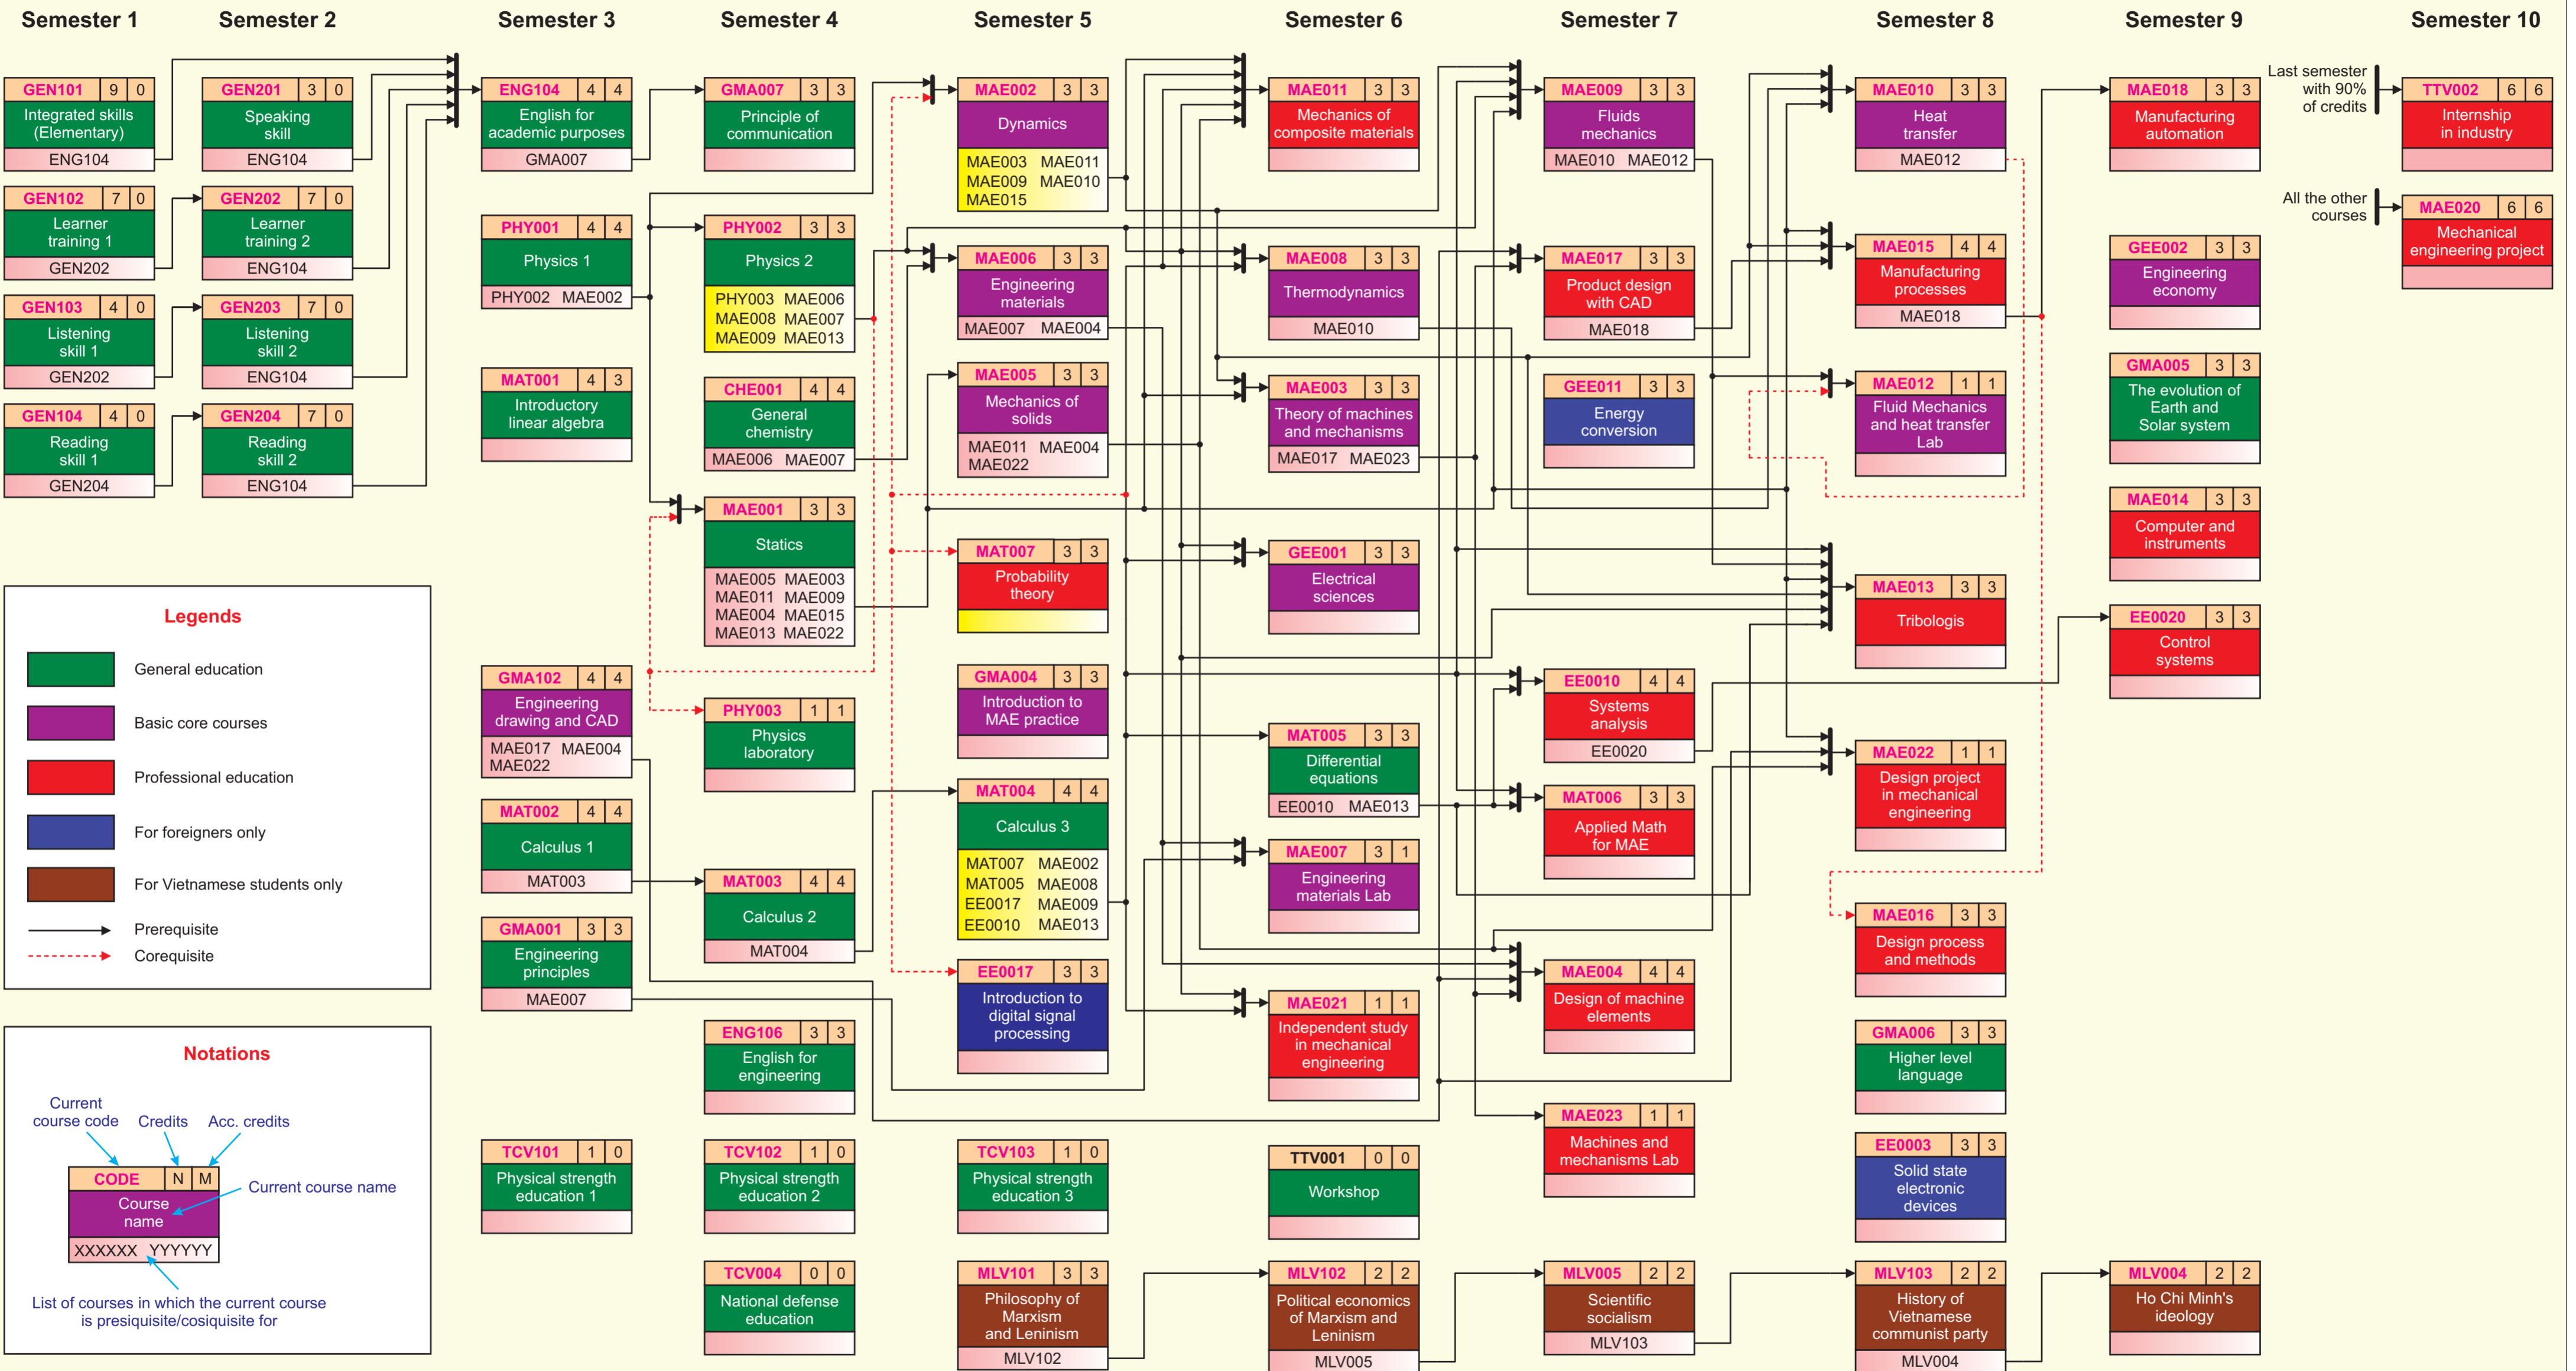 Semester 1
Semester 2
Semester 3
Semester 4
Semester 5
Semester 6
Semester 7
Semester 8
Semester 9
Semester 10
GEN101 9 0
Integrated skills
(Elementary)
ENG104
GEN102 7 0
Learner
training 1
GEN202
GEN103 4 0
Listening
skill 1
GEN202
GEN104 4 0
Reading
skill 1
GEN204
GEN201 3 0
Speaking
skill
ENG104
GEN202 7 0
Learner
training 2
ENG104
GEN203 7 0
Listening
skill 2
ENG104
GEN204 7 0
Reading
skill 2
ENG104
Legends
General education
Basic core courses
Professional education
For foreigners only
For Vietnamese students only
Prerequisite
Corequisite
Notations
Current
course code
Credits
Acc. credits
CODE N M
Course
name
XXXXXX YYYYYY
Current course name
List of courses in which the current course
is presiquisite/cosiquisite for
ENG104 4 4
English for
academic purposes
GMA007
PHY001 4 4
Physics 1
PHY002 MAE002
MAT001 4 3
Introductory
linear algebra
GMA102 4 4
Engineering
drawing and CAD
MAE017 MAE004
MAE022
MAT002 4 4
Calculus 1
MAT003
GMA001 3 3
Engineering
principles
MAE007
TCV101 1 0
Physical strength
education 1
GMA007 3 3
Principle of
communication
PHY002 3 3
Physics 2
PHY003 MAE006
MAE008 MAE007
MAE009 MAE013
CHE001 4 4
General
chemistry
MAE006 MAE007
MAE001 3 3
Statics
MAE005 MAE003
MAE011 MAE009
MAE004 MAE015
MAE013 MAE022
PHY003 1 1
Physics
laboratory
MAT003 4 4
Calculus 2
MAT004
ENG106 3 3
English for
engineering
TCV102 1 0
Physical strength
education 2
TCV004 0 0
National defense
education
MAE002 3 3
Dynamics
MAE003 MAE011
MAE009 MAE010
MAE015
MAE006 3 3
Engineering
materials
MAE007 MAE004
MAE005 3 3
Mechanics of
solids
MAE011 MAE004
MAE022
MAT007 3 3
Probability
theory
GMA004 3 3
Introduction to
MAE practice
MAT004 4 4
Calculus 3
MAT007 MAE002
MAT005 MAE008
EE0017 MAE009
EE0010 MAE013
EE0017 3 3
Introduction to
digital signal
processing
TCV103 1 0
Physical strength
education 3
MLV101 3 3
Philosophy of
Marxism
and Leninism
MLV102
MAE011 3 3
Mechanics of
composite materials
MAE008 3 3
Thermodynamics
MAE010
MAE003 3 3
Theory of machines
and mechanisms
MAE017 MAE023
GEE001 3 3
Electrical
sciences
MAT005 3 3
Differential
equations
EE0010 MAE013
MAE007 3 1
Engineering
materials Lab
MAE021 1 1
Independent study
in mechanical
engineering
TTV001 0 0
Workshop
MLV102 2 2
Political economics
of Marxism and
Leninism
MLV005
MAE009 3 3
Fluids
mechanics
MAE010 MAE012
MAE017 3 3
Product design
with CAD
MAE018
GEE011 3 3
Energy
conversion
EE0010 4 4
Systems
analysis
EE0020
MAT006 3 3
Applied Math
for MAE
MAE004 4 4
Design of machine
elements
MAE023 1 1
Machines and
mechanisms Lab
MLV005 2 2
Scientific
socialism
MLV103
MAE010 3 3
Heat
transfer
MAE012
MAE015 4 4
Manufacturing
processes
MAE018
MAE012 1 1
Fluid Mechanics
and heat transfer
Lab
MAE013 3 3
Tribologis
MAE022 1 1
Design project
in mechanical
engineering
MAE016 3 3
Design process
and methods
GMA006 3 3
Higher level
language
EE0003 3 3
Solid state
electronic
devices
MLV103 2 2
History of
Vietnamese
communist party
MLV004
MAE018 3 3
Manufacturing
automation
GEE002 3 3
Engineering
economy
GMA005 3 3
The evolution of
Earth and
Solar system
MAE014 3 3
Computer and
instruments
EE0020 3 3
Control
systems
MLV004 2 2
Ho Chi Minh's
ideology
Last semester
with 90%
of credits
TTV002 6 6
Internship
in industry
All the other
courses
MAE020 6 6
Mechanical
engineering project